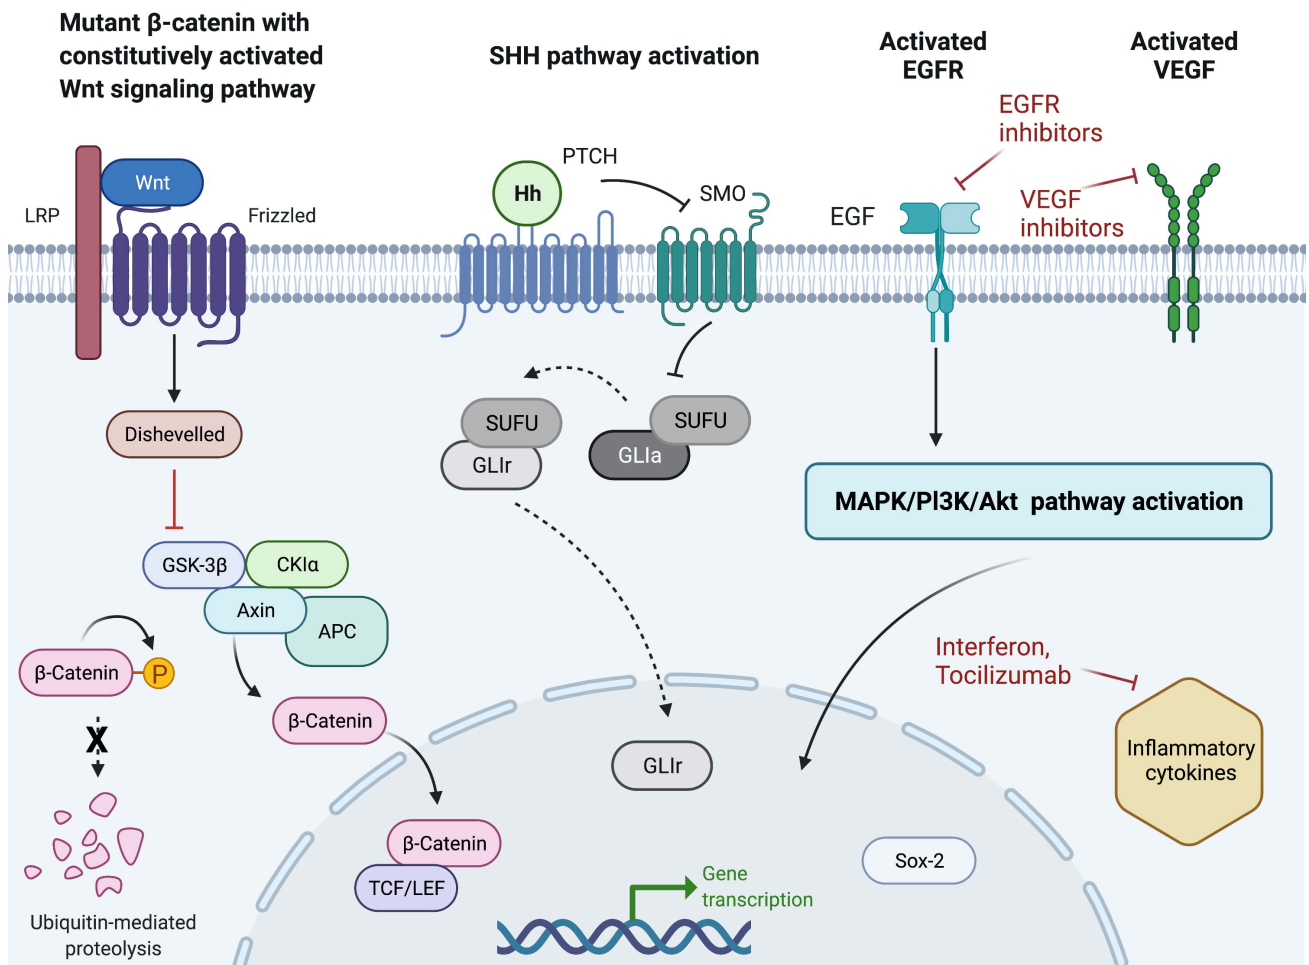 Mutant β-catenin with
constitutively activated
Wnt signaling pathway
SHH pathway activation
Activated
EGFR
Activated
VEGF
EGFR
inhibitors
VEGF
inhibitors
LRP
Wnt
Frizzled
Hh
PTCH
SMO
EGF
Dishevelled
SUFU
GLIr
SUFU
GLIa
MAPK/Pl3K/Akt pathway activation
GSK-3β
CKlα
Axin
APC
β-Catenin
P
β-Catenin
X
Ubiquitin-mediated
proteolysis
GLIr
Interferon,
Tocilizumab
Inflammatory
cytokines
β-Catenin
TCF/LEF
Sox-2
Gene
transcription